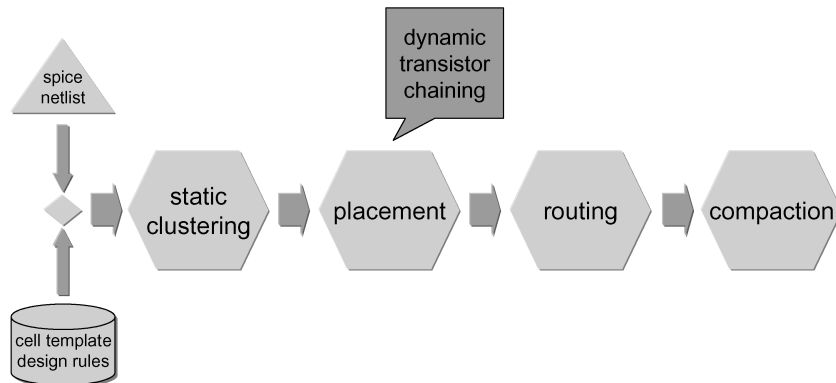 spice
netlist
dynamic
transistor
chaining
static
clustering
placement
routing
compaction
cell template
design rules